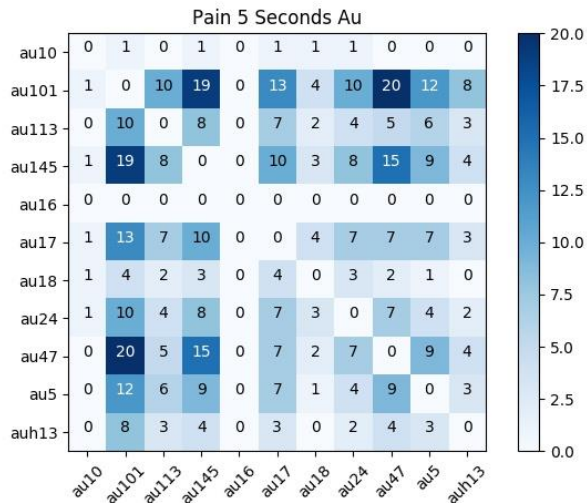 Pain 5 Seconds Au
au10 0 1 0 1 0 1 1 1 0 0 0
au101 1 0 10 19 0 13 4 10 20 12 8
au113 0 10 0 8 0 7 2 4 5 6 3
au145 1 19 8 0 0 10 3 8 15 9 4
au16 0 0 0 0 0 0 0 0 0 0 0
au17 1 13 7 10 0 0 4 7 7 7 3
au18 1 4 2 3 0 4 0 3 2 1 0
au24 1 10 4 8 0 7 3 0 7 4 2
au47 0 20 5 15 0 7 2 7 0 9 4
au5 0 12 6 9 0 7 1 4 9 0 3
auh13 0 8 3 4 0 3 0 2 4 3 0
au10 au101 au113 au145 au16 au17 au18 au24 au47 au5 auh13
20.0
17.5
15.0
12.5
10.0
7.5
5.0
2.5
0.0